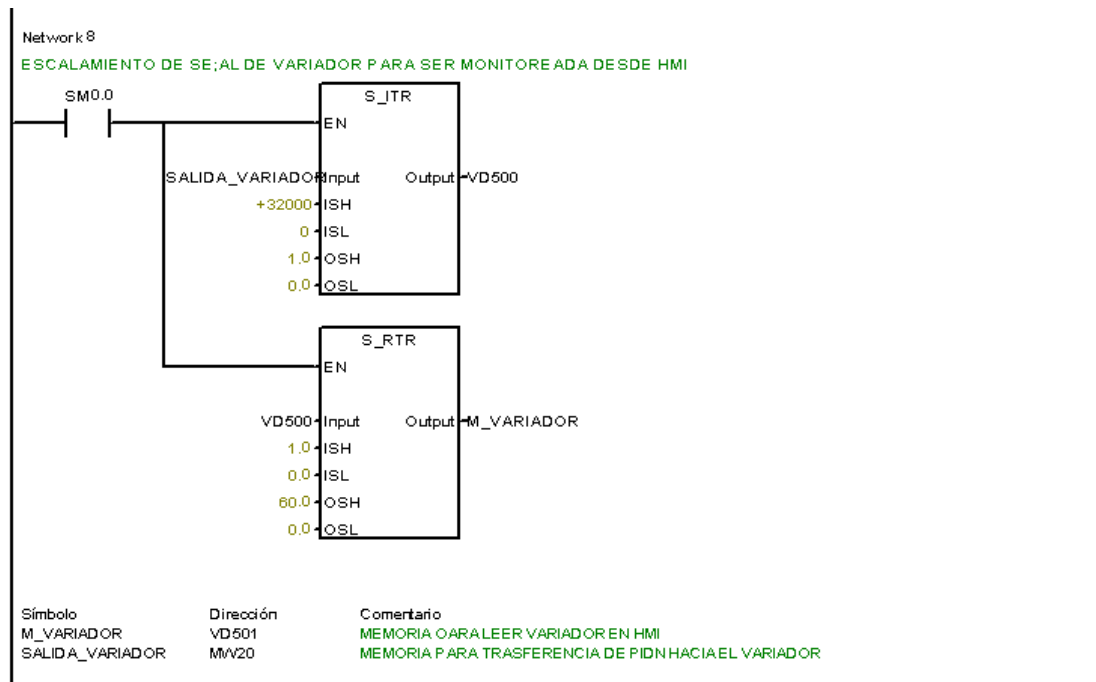 Network 8
ESCALAMIENTO DE SE;AL DE VARIADOR PARA SER MONITOREADA DESDE HMI
SM0.0
S_ITR
EN
SALIDA_VARIADOR Input Output VD500
+32000 ISH
0 ISL
1.0 OSH
0.0 OSL
S_RTR
EN
VD500 Input Output M_VARIADOR
1.0 ISH
0.0 ISL
60.0 OSH
0.0 OSL
Símbolo Dirección Comentario
M_VARIADOR VD501 MEMORIA OARA LEER VARIADOR EN HMI
SALIDA_VARIADOR MW20 MEMORIA PARA TRASFERENCIA DE PIDN HACIA EL VARIADOR